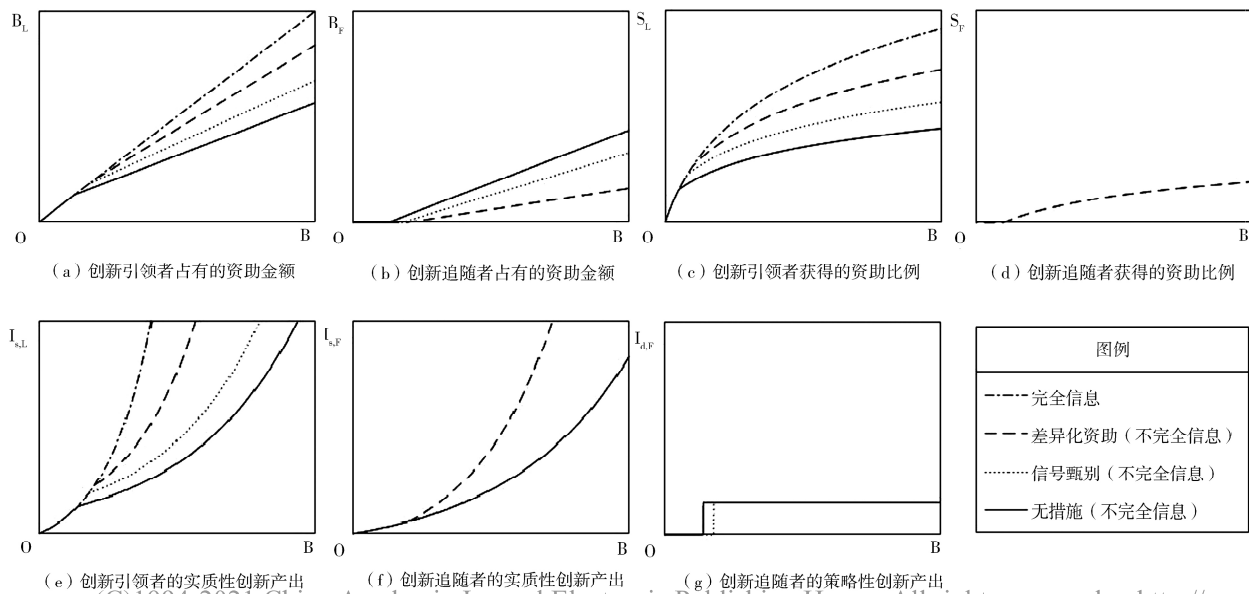 B_L
B_F
S_L
S_F
O B
O B
O B
O B
(a)创新引领者占有的资助金额
(b)创新追随者占有的资助金额
(c)创新引领者获得的资助比例
(d)创新追随者获得的资助比例
I_{s,L}
I_{s,F}
I_{d,F}
图例
完全信息
差异化资助(不完全信息)
信号甄别(不完全信息)
无措施(不完全信息)
O B
O B
O B
(e)创新引领者的实质性创新产出
(f)创新追随者的实质性创新产出
(g)创新追随者的策略性创新产出